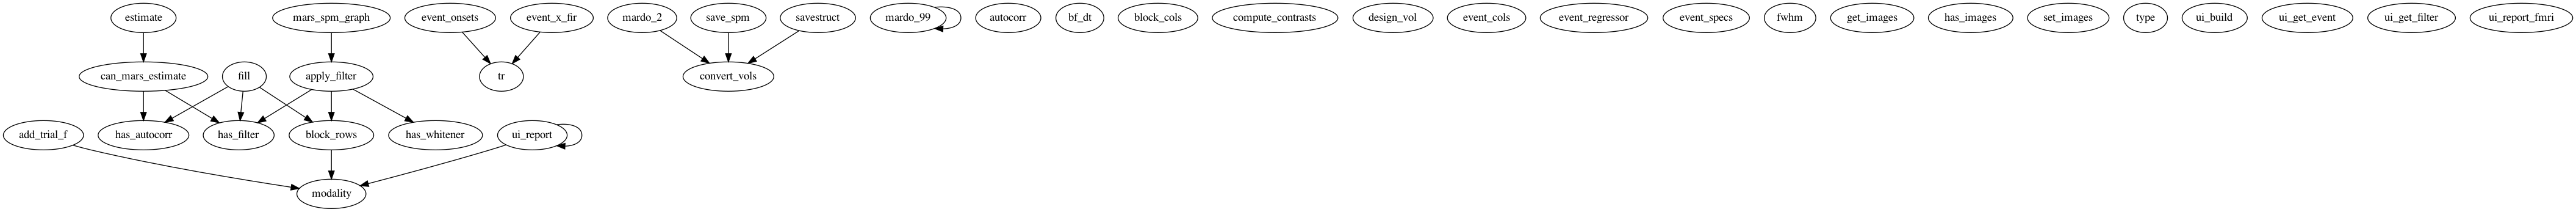 estimate
mars_spm_graph
event_onsets
event_x_fir
mardo_2
save_spm
savestruct
mardo_99
autocorr
bf_dt
block_cols
compute_contrasts
design_vol
event_cols
event_regressor
event_specs
fwhm
get_images
has_images
set_images
type
ui_build
ui_get_event
ui_get_filter
ui_report_fmri
can_mars_estimate
fill
apply_filter
tr
convert_vols
add_trial_f
has_autocorr
has_filter
block_rows
has_whitener
ui_report
modality